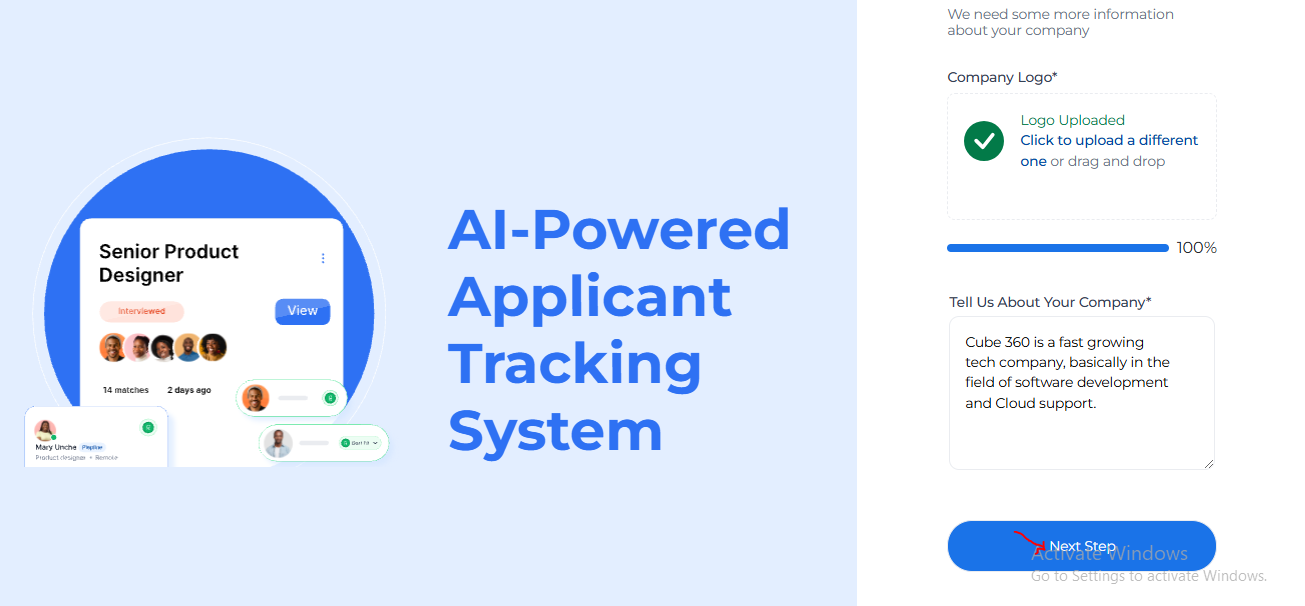 We need some more information
about your company
Company Logo*
Logo Uploaded
Click to upload a different
one or drag and drop
100%
Tell Us About Your Company*
Cube 360 is a fast growing
tech company, basically in the
field of software development
and Cloud support.
Next Step
Activate Windows
Go to Settings to activate Windows.
AI-Powered
Applicant
Tracking
System
Senior Product
Designer
Interviewed
View
14 matches 2 days ago
Mary Unche Pipeline
Product designer • Remote
Fit